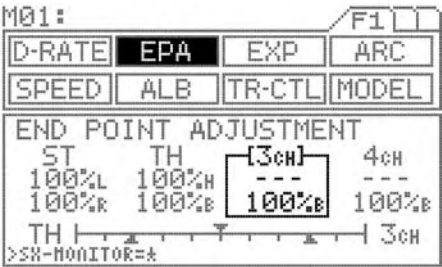 M01: F1
D-RATE EPA EXP ARC
SPEED ALB TR-CTL MODEL
END POINT ADJUSTMENT
ST TH [3CH] 4CH
100%L 100%H --- ---
100%R 100%B 100%B 100%B
TH 3CH
>SX-MONITOR=